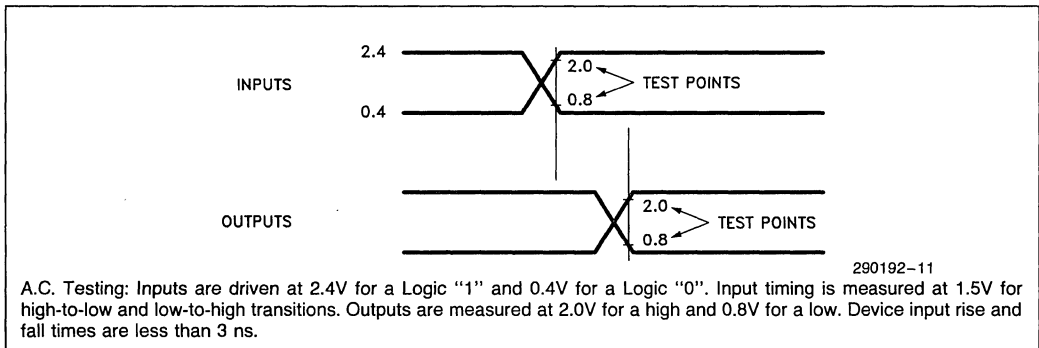 2.4
2.0
INPUTS
TEST POINTS
0.8
0.4
2.0
OUTPUTS
TEST POINTS
0.8
290192-11
A.C. Testing: Inputs are driven at 2.4V for a Logic "1" and 0.4V for a Logic "0". Input timing is measured at 1.5V for
high-to-low and low-to-high transitions. Outputs are measured at 2.0V for a high and 0.8V for a low. Device input rise and
fall times are less than 3 ns.